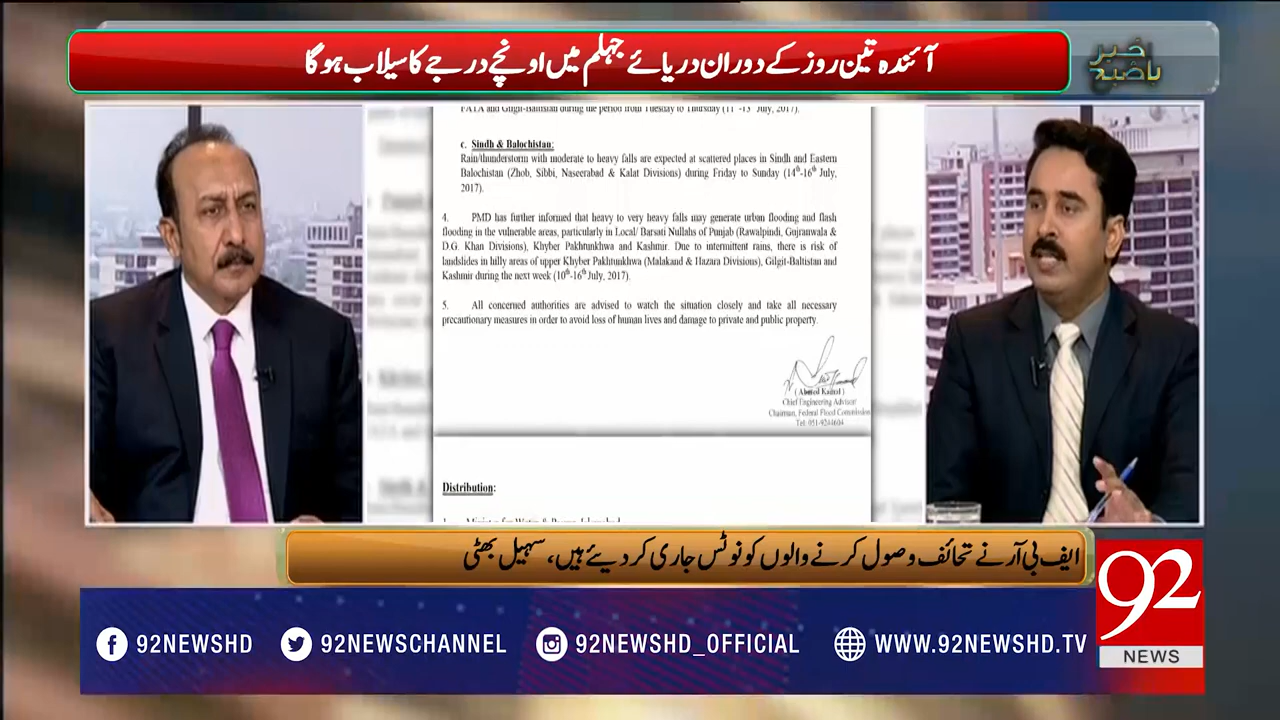 آئندہ تین روز کے دوران دریائے جہلم میں اونچے درجے کا سیلاب ہوگا
خبر
FATA and Gilgit-Baltistan during the period from Tuesday to Thursday (11-13 July, 2017).
c. Sindh & Balochistan:
Rain/thunderstorm with moderate to heavy falls are expected at scattered places in Sindh and Eastern
Balochistan (Zhob, Sibbi, Naseerabad & Kalat Divisions) during Friday to Sunday (14th-16th July,
2017).
4. PMD has further informed that heavy to very heavy falls may generate urban flooding and flash
flooding in the vulnerable areas, particularly in Local/ Barsati Nullahs of Punjab (Rawalpindi, Gujranwala &
D.G. Khan Divisions), Khyber Pakhtunkhwa and Kashmir. Due to intermittent rains, there is risk of
landslides in hilly areas of upper Khyber Pakhtunkhwa (Malakand & Hazara Divisions), Gilgit-Baltistan and
Kashmir during the next week (10th-16th July, 2017).
5. All concerned authorities are advised to watch the situation closely and take all necessary
precautionary measures in order to avoid loss of human lives and damage to private and public property.
( Ahmed Kamal )
Chief Engineering Advisor/
Chairman, Federal Flood Commission
Tel: 051-9244604
Distribution:
ایف بی آر نے تحائف وصول کرنے والوں کو نوٹس جاری کر دیئے ہیں، سہیل بھٹی
92
NEWS
92NEWSHD
92NEWSCHANNEL
92NEWSHD_OFFICIAL
WWW.92NEWSHD.TV